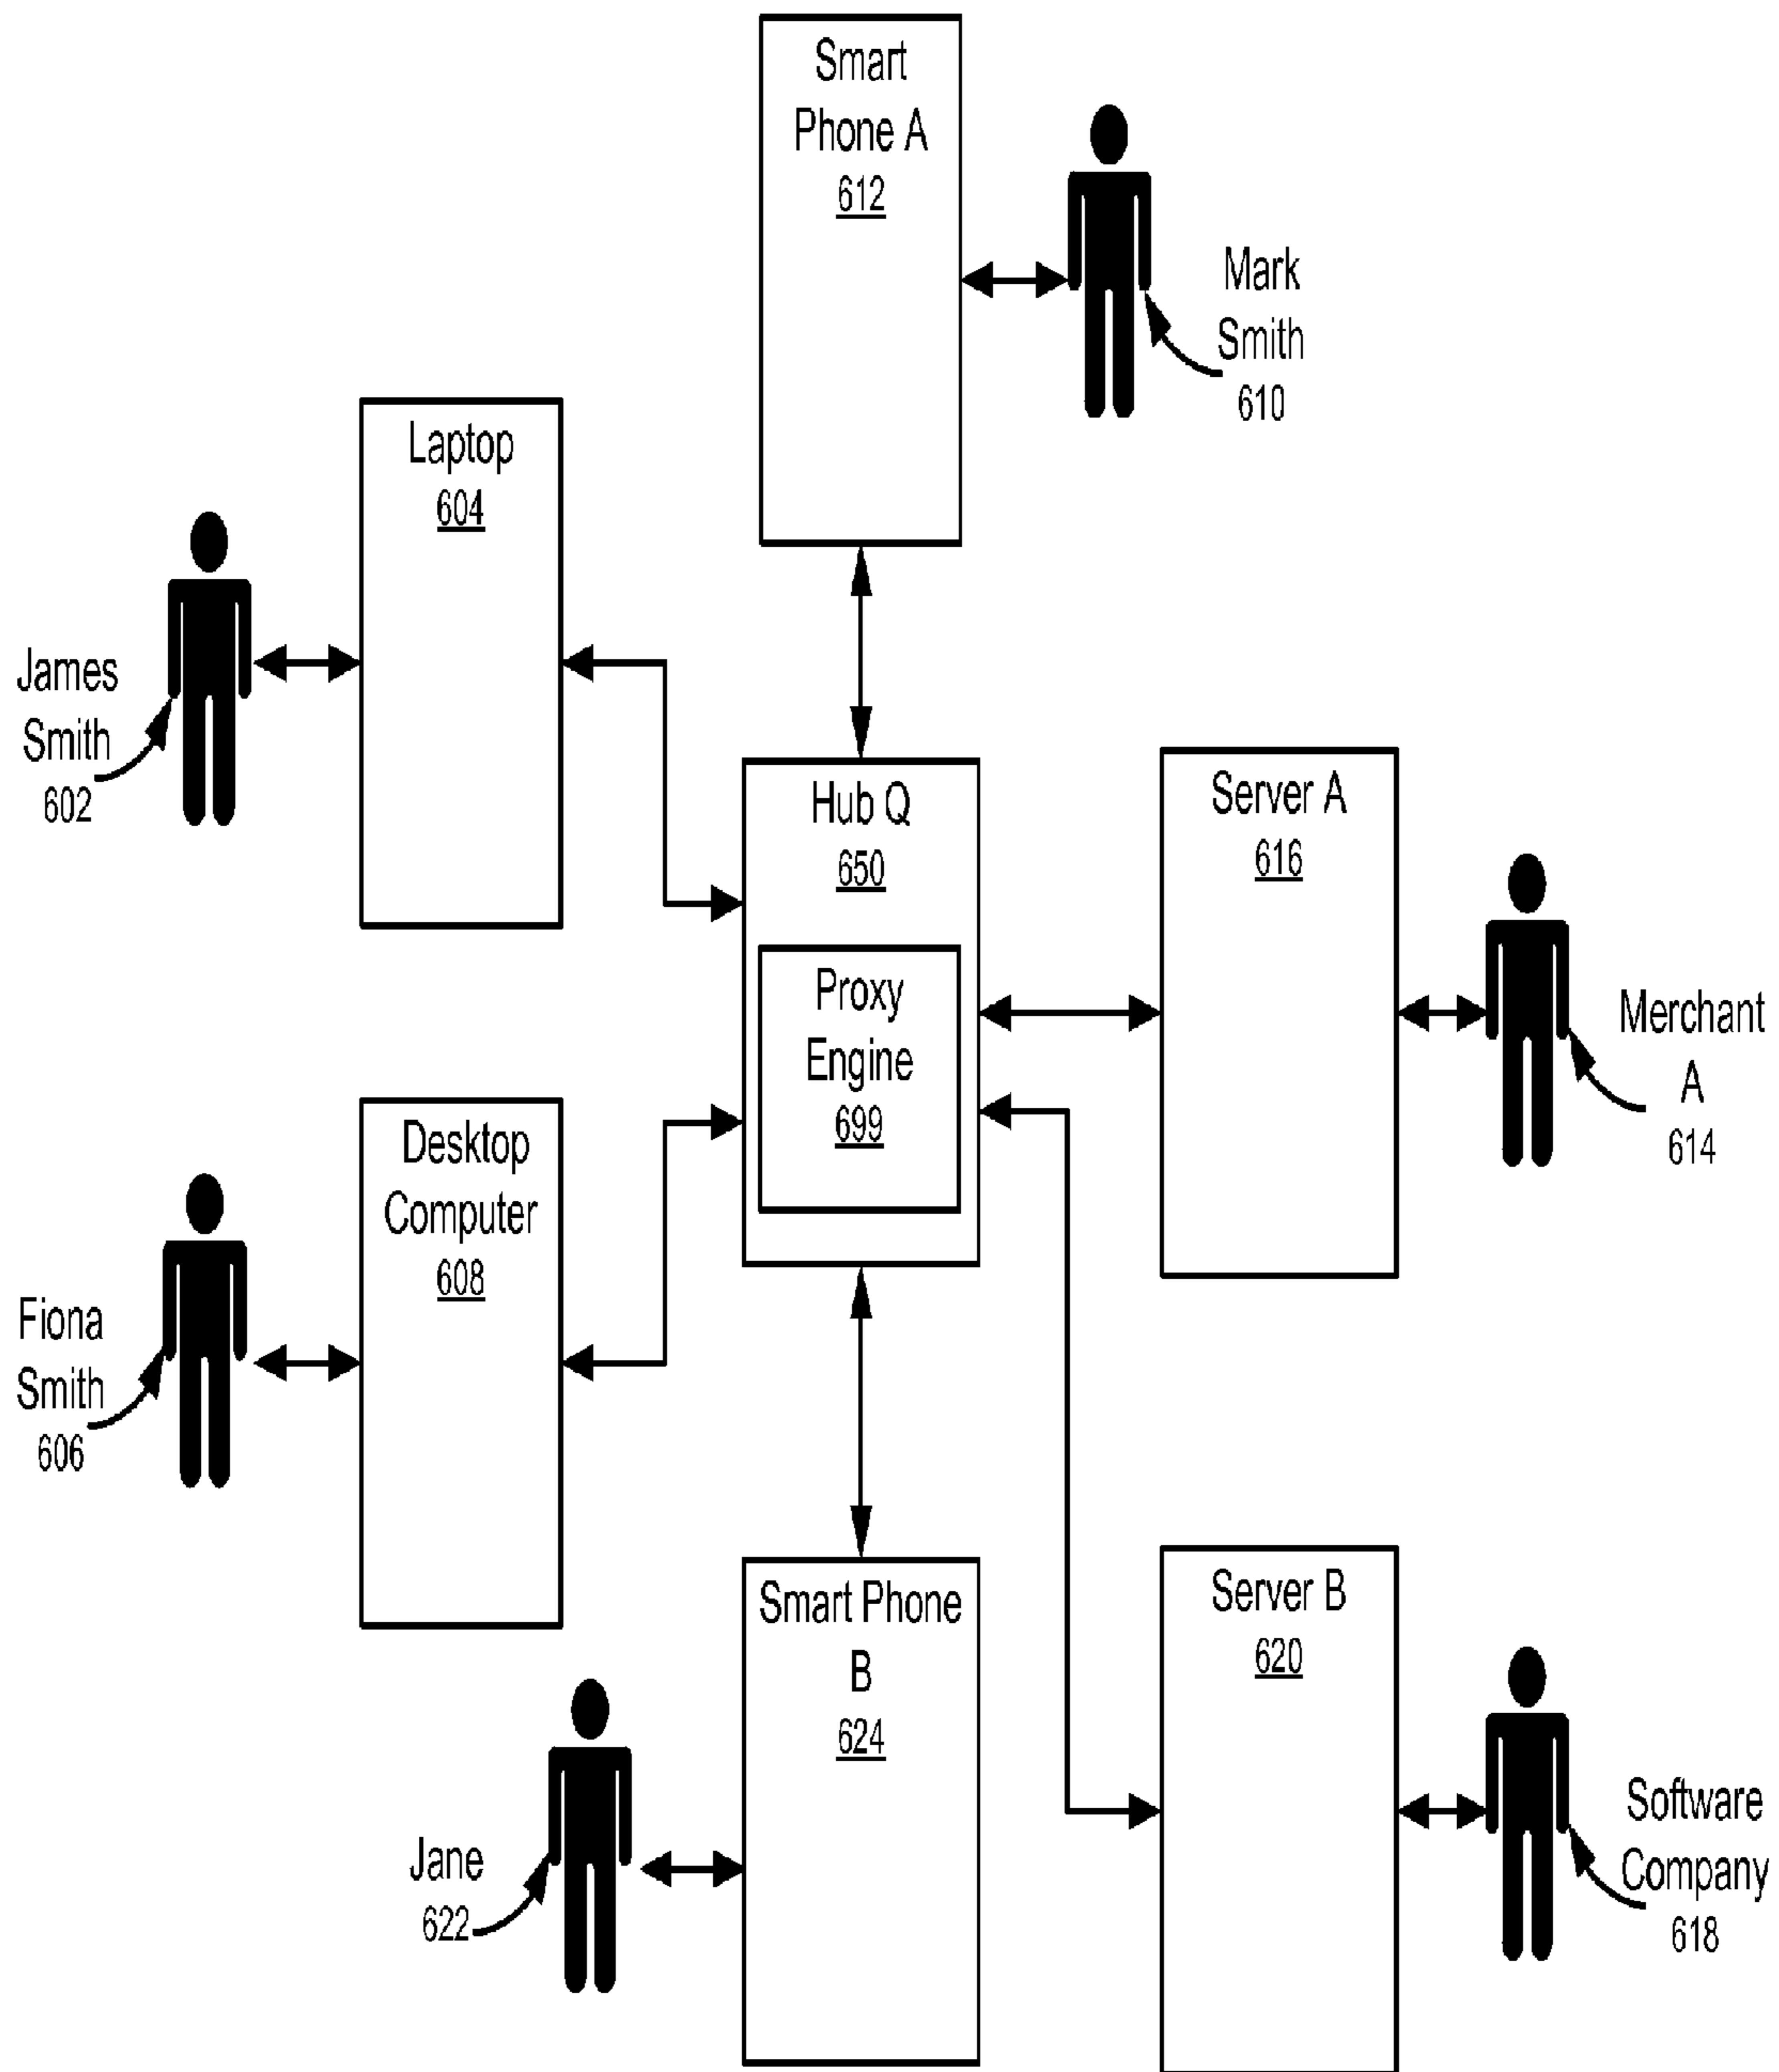 Smart
Phone A
612
Mark
Smith
610
Laptop
604
James
Smith
602
Hub Q
650
Proxy
Engine
699
Server A
616
Merchant
A
614
Desktop
Computer
608
Fiona
Smith
606
Smart Phone
B
624
Jane
622
Server B
620
Software
Company
618